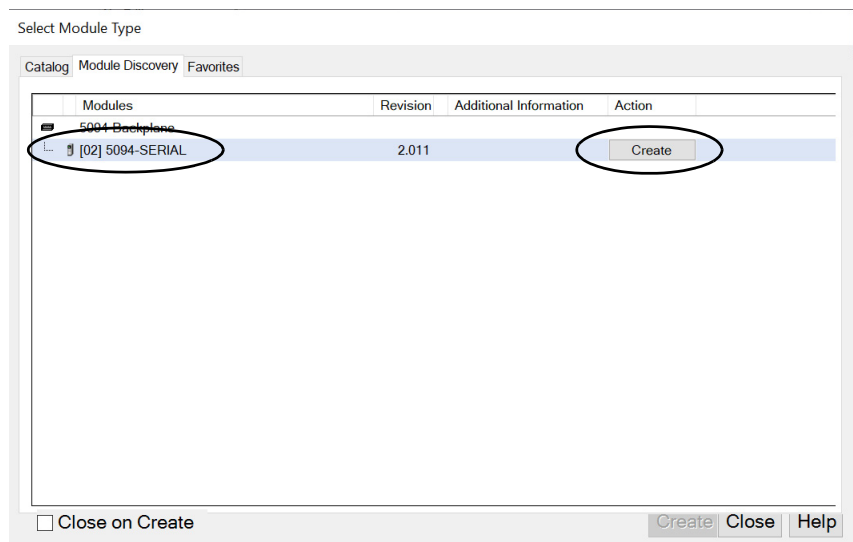 Select Module Type
Catalog Module Discovery Favorites
Modules Revision Additional Information Action
5094-Backplane
[02] 5094-SERIAL 2.011 Create
Close on Create Create Close Help